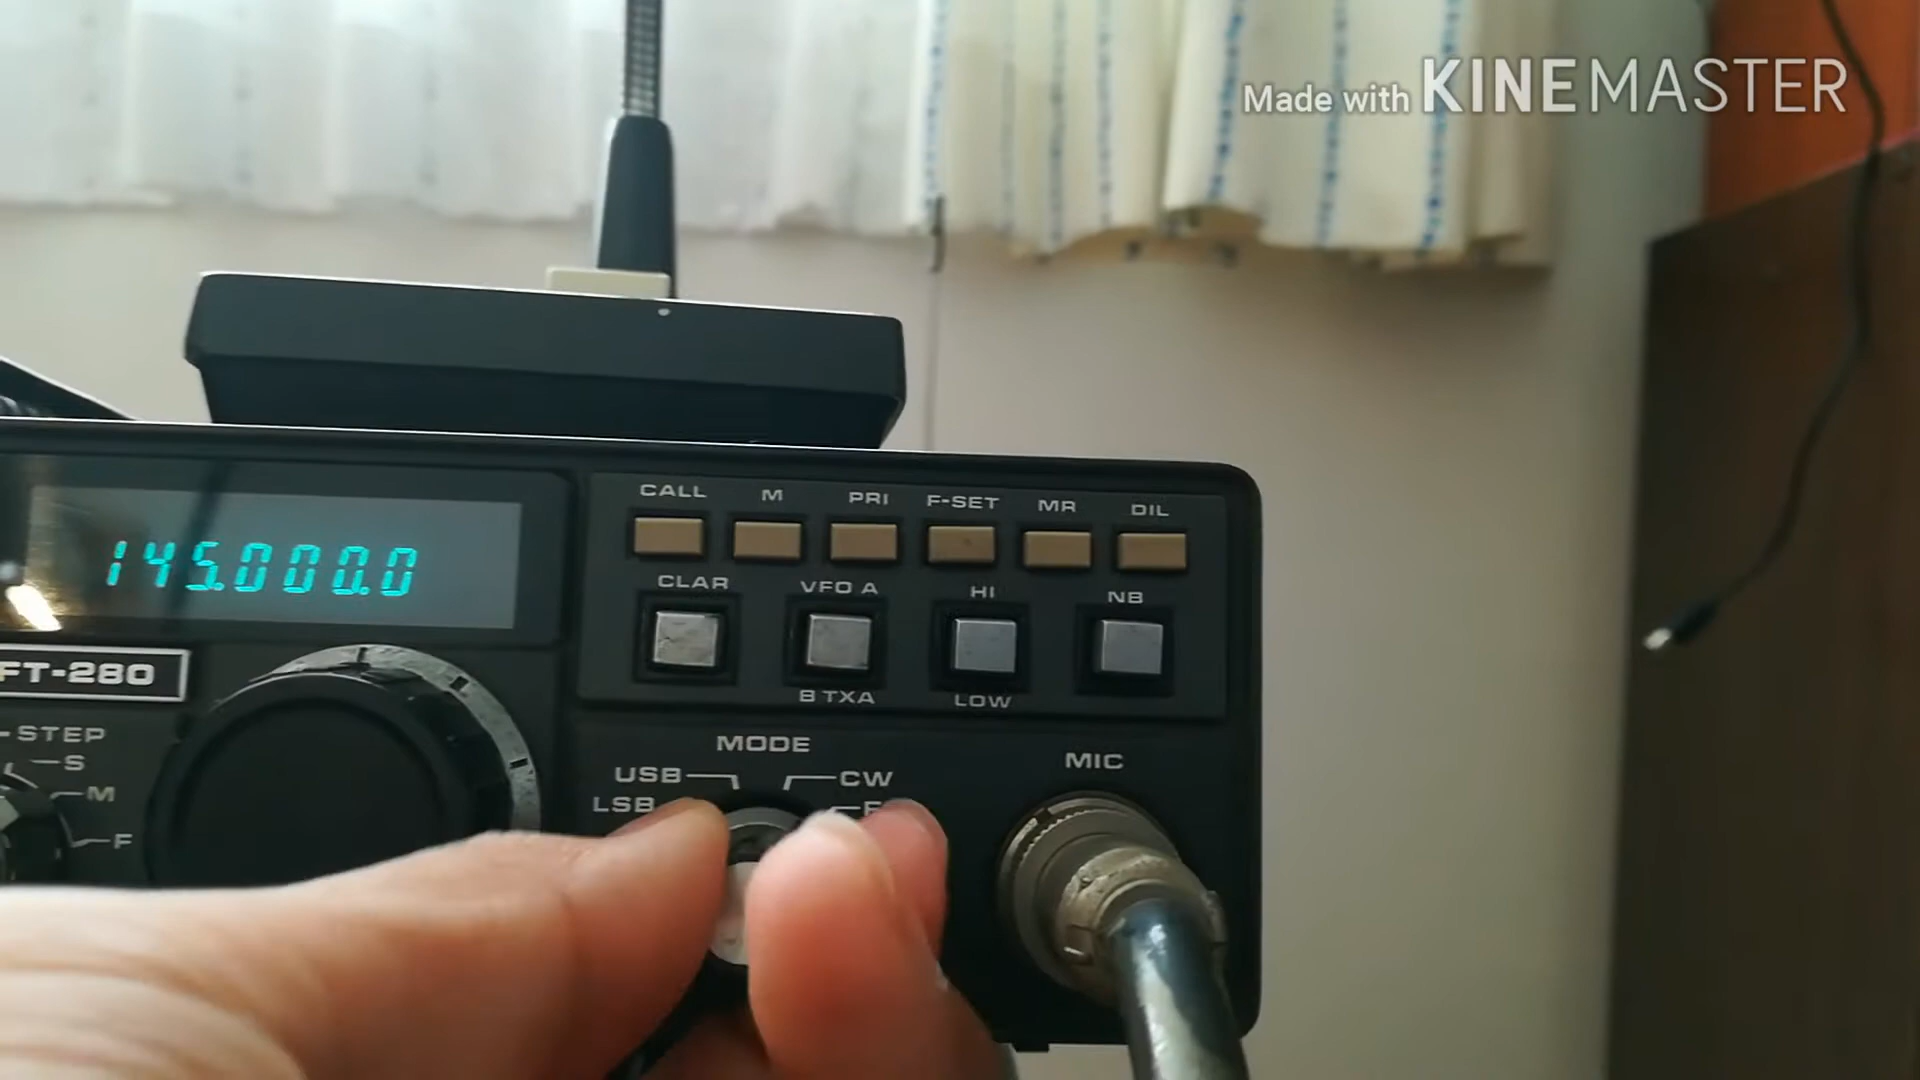 Made with KINEMASTER
CALL M PRI F-SET MR DIL
145.000.0
CLAR VFO A HI NB
FT-280
B TXA LOW
STEP
MODE
MIC
S
USB CW
M
LSB
F